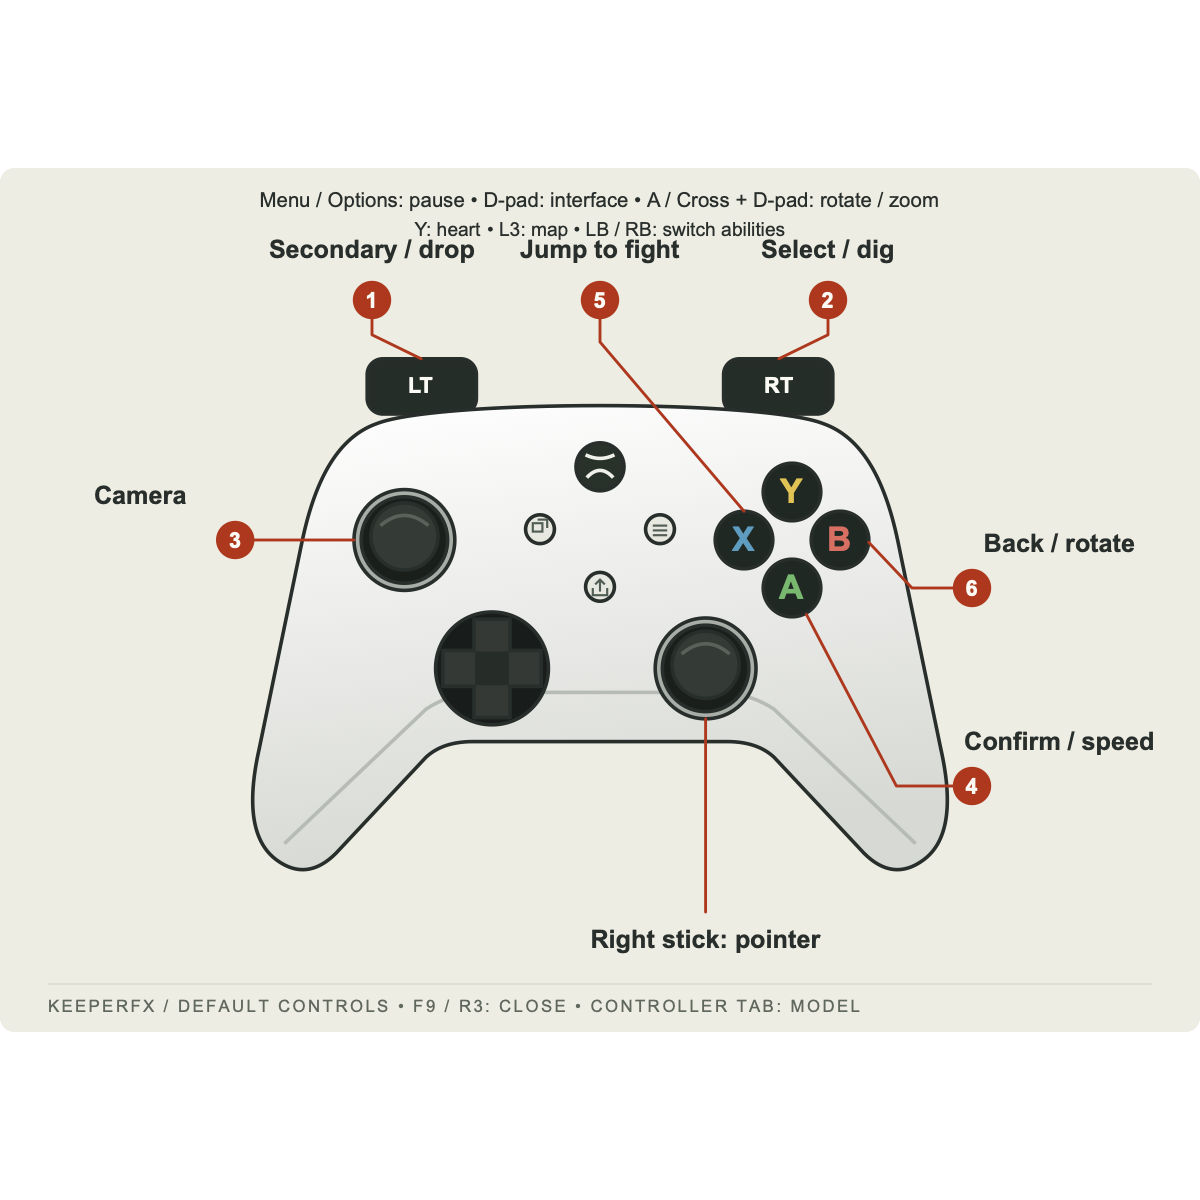 Menu / Options: pause • D-pad: interface • A / Cross + D-pad: rotate / zoom
Y: heart • L3: map • LB / RB: switch abilities
Secondary / drop
Jump to fight
Select / dig
1
5
2
LT
RT
Y
Camera
X
B
3
Back / rotate
A
6
Confirm / speed
4
Right stick: pointer
KEEPERFX / DEFAULT CONTROLS • F9 / R3: CLOSE • CONTROLLER TAB: MODEL